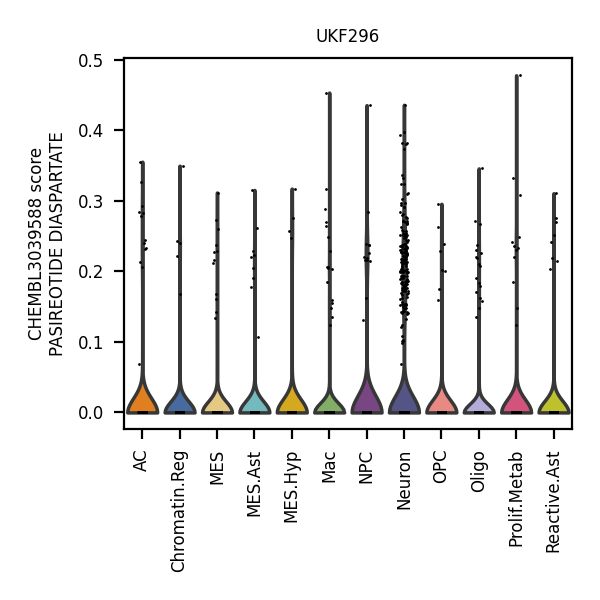 UKF296
CHEMBL3039588 score
PASIREOTIDE DIASPARTATE
0.5
0.4
0.3
0.2
0.1
0.0
AC
Chromatin.Reg
MES
MES.Ast
MES.Hyp
Mac
NPC
Neuron
OPC
Oligo
Prolif.Metab
Reactive.Ast